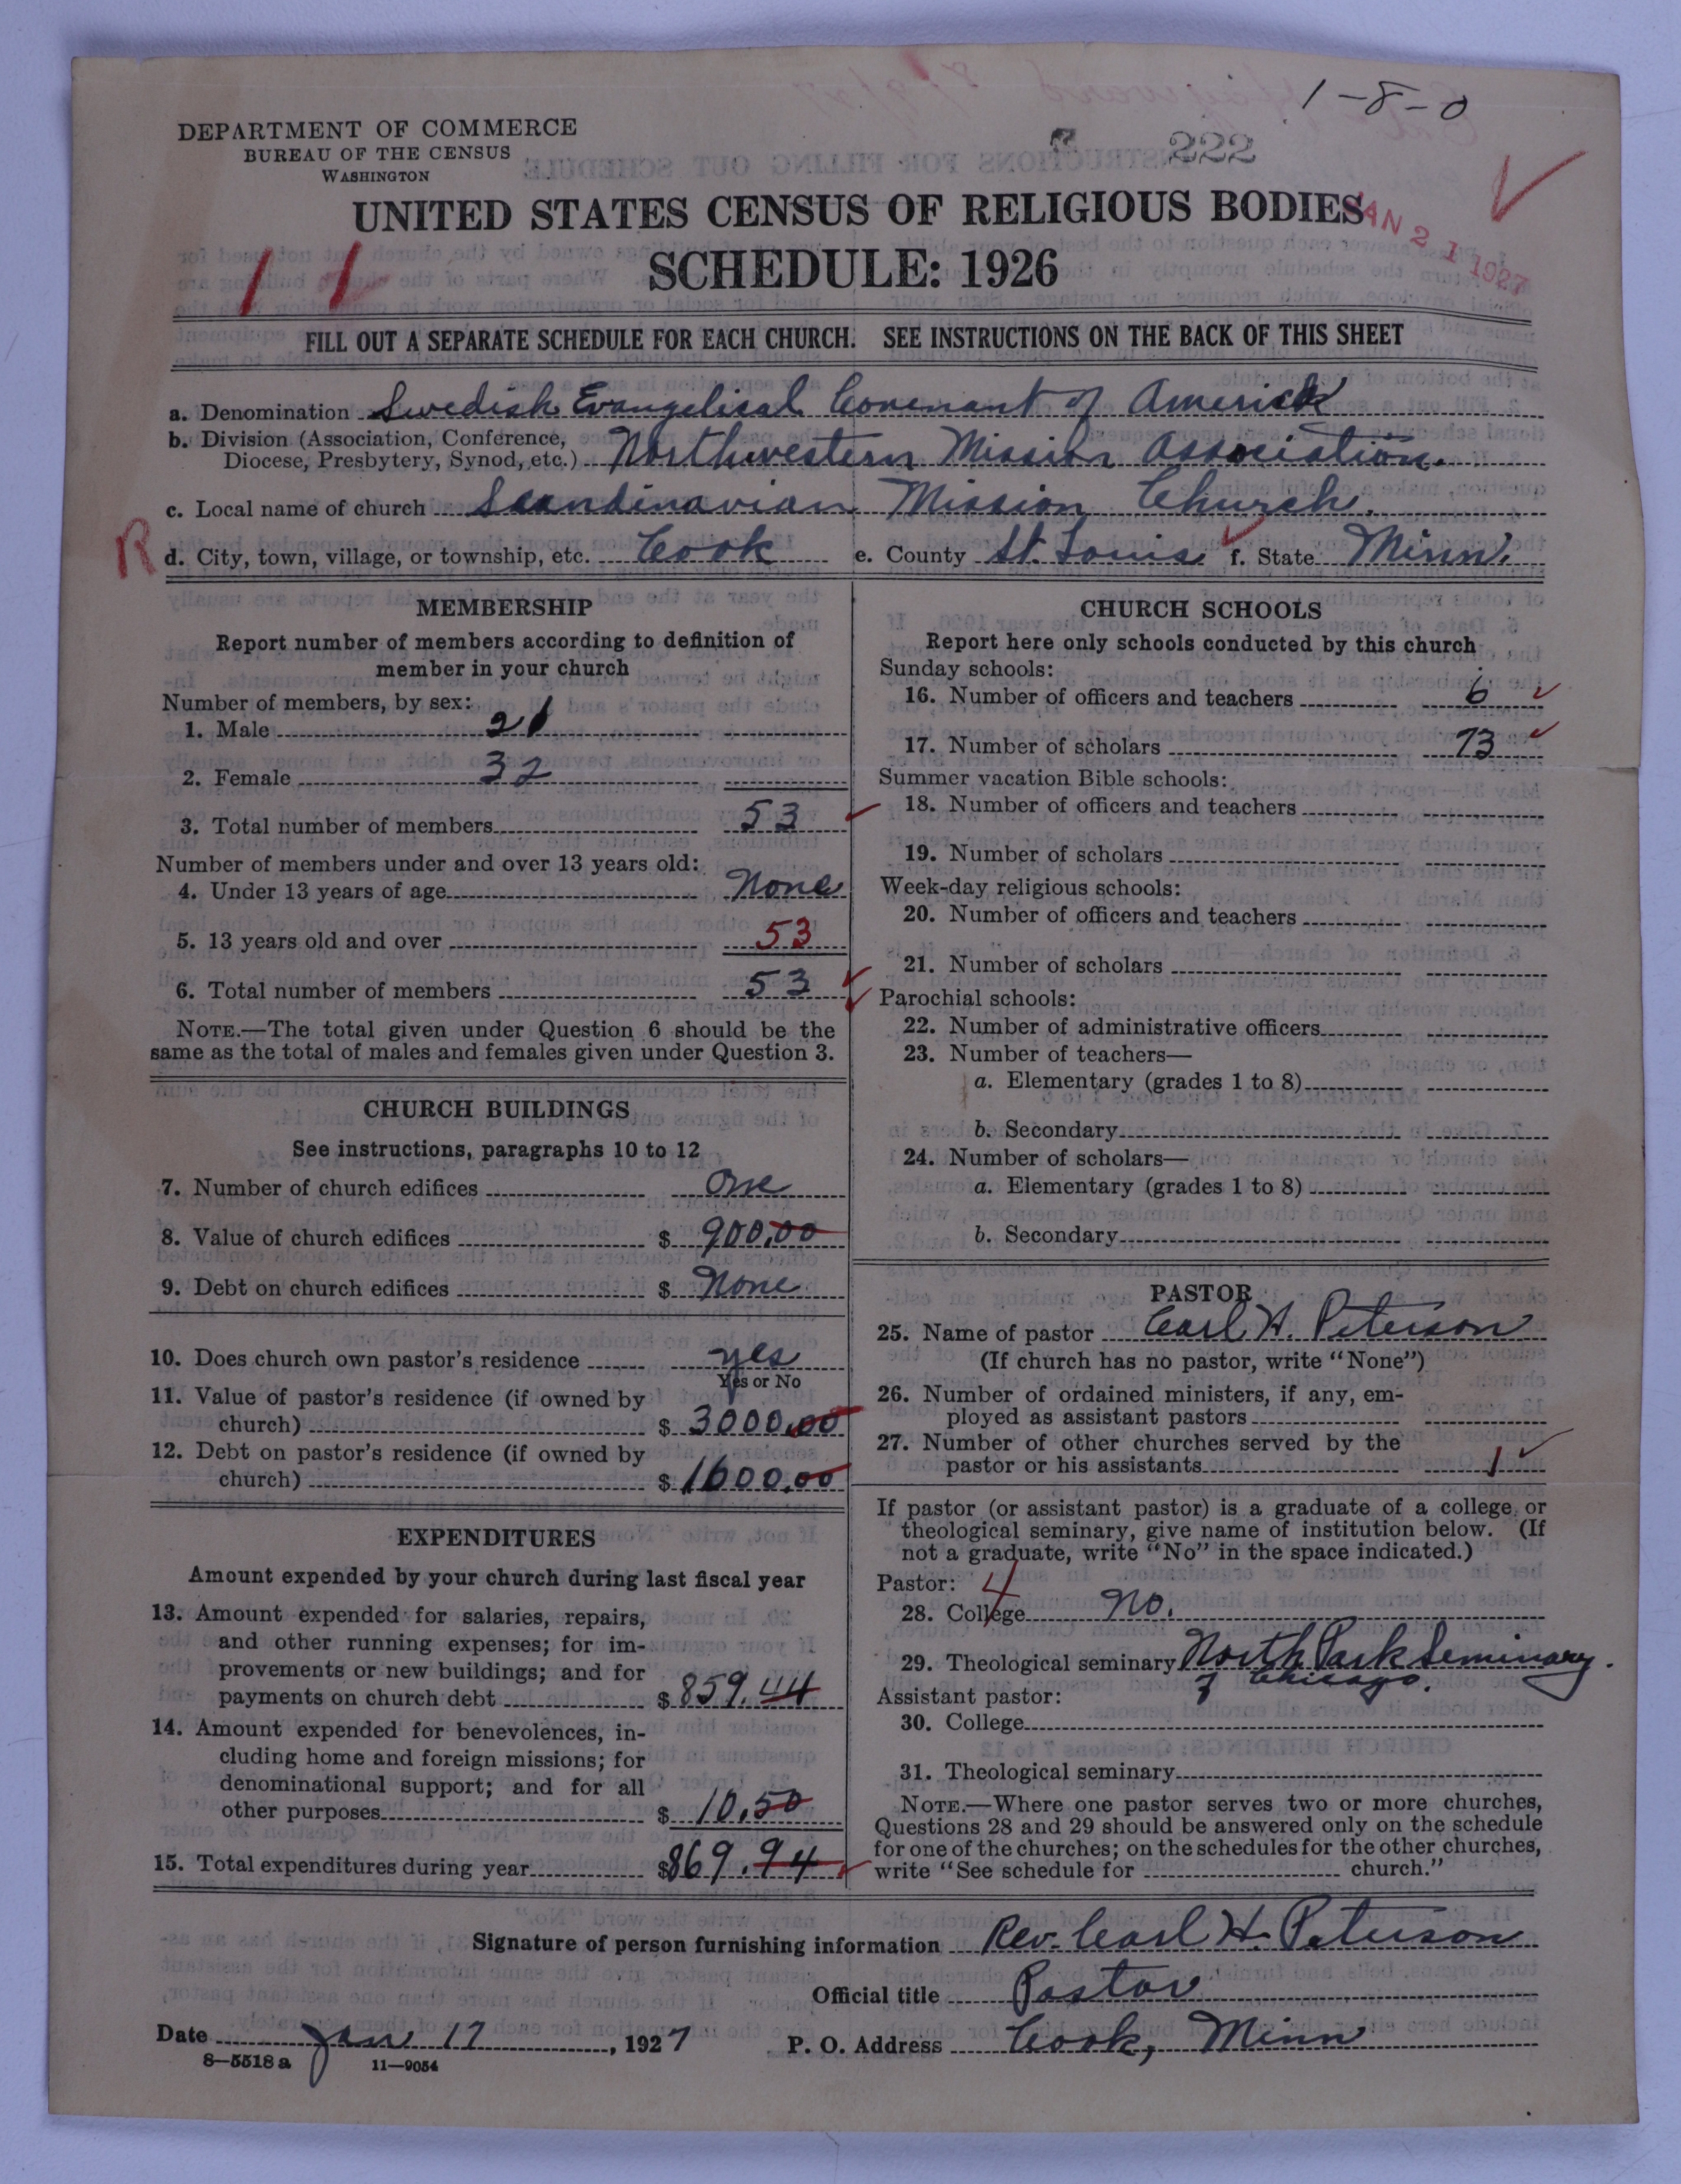 1-8-0
DEPARTMENT OF COMMERCE
BUREAU OF THE CENSUS
WASHINGTON
222
UNITED STATES CENSUS OF RELIGIOUS BODIES
JAN 21 1927
SCHEDULE: 1926
FILL OUT A SEPARATE SCHEDULE FOR EACH CHURCH. SEE INSTRUCTIONS ON THE BACK OF THIS SHEET
a. Denomination Swedish Evangelical Covenant of America
b. Division (Association, Conference,
Diocese, Presbytery, Synod, etc.) Northwestern Mission Association.
c. Local name of church Scandinavian Mission Church.
R
d. City, town, village, or township, etc. Cook e. County St. Louis f. State Minn.
MEMBERSHIP
Report number of members according to definition of
member in your church
Number of members, by sex:
1. Male 21
2. Female 32
3. Total number of members 53
Number of members under and over 13 years old:
4. Under 13 years of age None
5. 13 years old and over 53
6. Total number of members 53
NOTE.—The total given under Question 6 should be the
same as the total of males and females given under Question 3.
CHURCH BUILDINGS
See instructions, paragraphs 10 to 12
7. Number of church edifices One
8. Value of church edifices $ 900.00
9. Debt on church edifices $ None
10. Does church own pastor's residence yes
Yes or No
11. Value of pastor's residence (if owned by
church) $ 3000.00
12. Debt on pastor's residence (if owned by
church) $ 1600.00
EXPENDITURES
Amount expended by your church during last fiscal year
13. Amount expended for salaries, repairs,
and other running expenses; for im-
provements or new buildings; and for
payments on church debt $ 859.44
14. Amount expended for benevolences, in-
cluding home and foreign missions; for
denominational support; and for all
other purposes $ 10.50
15. Total expenditures during year $869.94
CHURCH SCHOOLS
Report here only schools conducted by this church
Sunday schools:
16. Number of officers and teachers 6
17. Number of scholars 73
Summer vacation Bible schools:
18. Number of officers and teachers
19. Number of scholars
Week-day religious schools:
20. Number of officers and teachers
21. Number of scholars
Parochial schools:
22. Number of administrative officers
23. Number of teachers—
a. Elementary (grades 1 to 8)
b. Secondary
24. Number of scholars—
a. Elementary (grades 1 to 8)
b. Secondary
PASTOR
25. Name of pastor Carl H. Peterson
(If church has no pastor, write "None")
26. Number of ordained ministers, if any, em-
ployed as assistant pastors
27. Number of other churches served by the
pastor or his assistants 1
If pastor (or assistant pastor) is a graduate of a college or
theological seminary, give name of institution below. (If
not a graduate, write "No" in the space indicated.)
Pastor: 4
28. College No.
29. Theological seminary North Park Seminary.
of Chicago.
Assistant pastor:
30. College
31. Theological seminary
NOTE.—Where one pastor serves two or more churches,
Questions 28 and 29 should be answered only on the schedule
for one of the churches; on the schedules for the other churches,
write "See schedule for church."
Signature of person furnishing information Rev. Carl H. Peterson
Official title Pastor
Date Jan 17, 1927 P. O. Address Cook, Minn
8—5518 a 11—9054